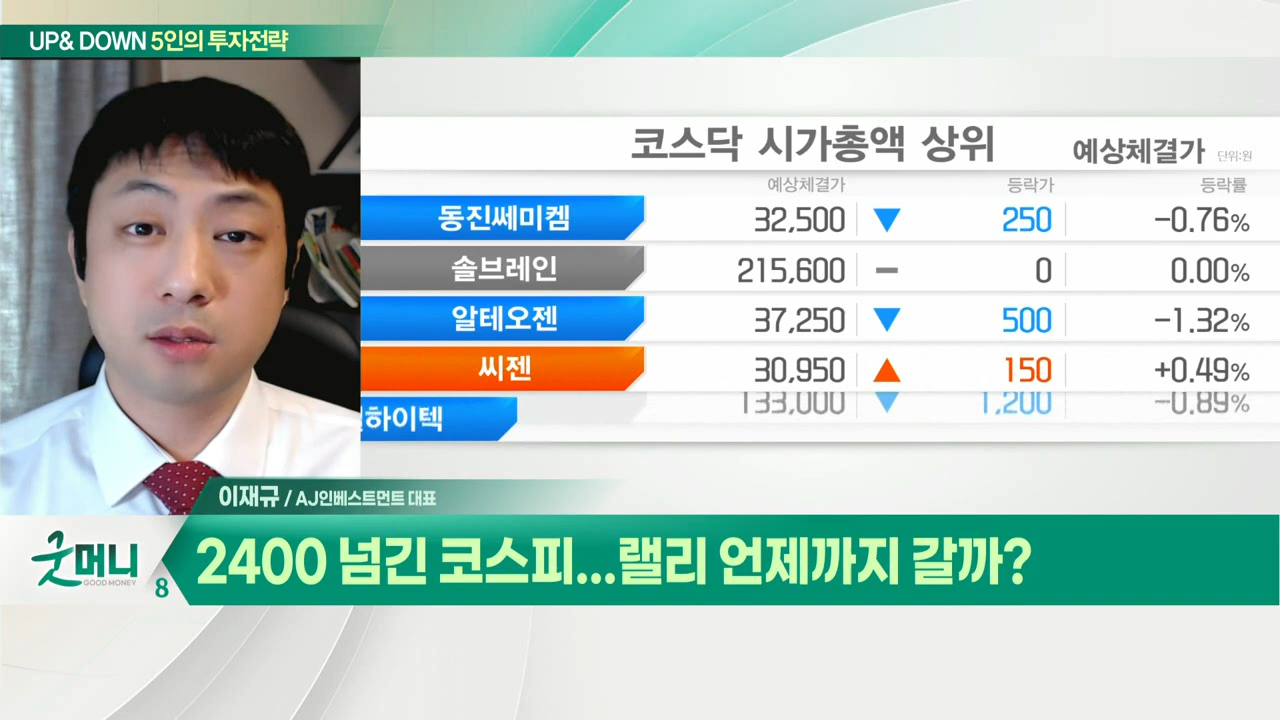 UP& DOWN 5인의 투자전략
코스닥 시가총액 상위 예상체결가 단위:원
예상체결가 등락가 등락률
동진쎄미켐 32,500 ▼ 250 -0.76%
솔브레인 215,600 - 0 0.00%
알테오젠 37,250 ▼ 500 -1.32%
씨젠 30,950 ▲ 150 +0.49%
하이텍 133,000 ▼ 1,200 -0.89%
이재규 / AJ인베스트먼트 대표
굿머니
GOOD MONEY
8
2400 넘긴 코스피...랠리 언제까지 갈까?